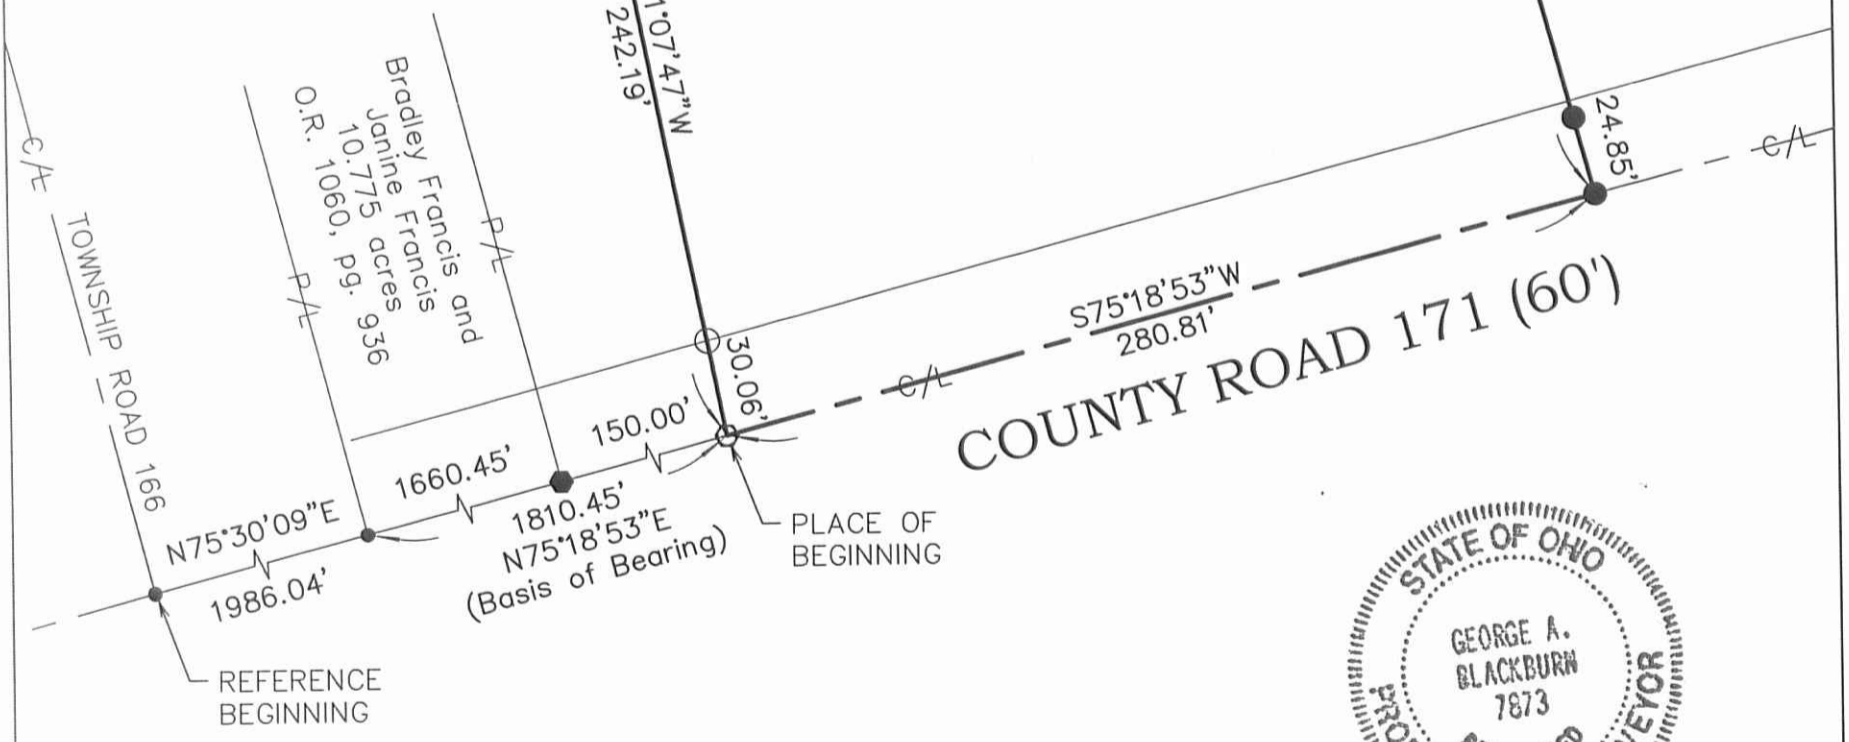 1°07'47"W
242.19'
24.85'
C/L
C/L
Bradley Francis and
Janine Francis
10.775 acres
O.R. 1060, pg. 936
P/L
P/L
TOWNSHIP ROAD 166
S75°18'53"W
280.81'
C/L
COUNTY ROAD 171 (60')
30.06'
150.00'
1660.45'
1810.45'
N75°18'53"E
(Basis of Bearing)
N75°30'09"E
1986.04'
PLACE OF
BEGINNING
REFERENCE
BEGINNING
STATE OF OHIO
GEORGE A.
BLACKBURN
7873